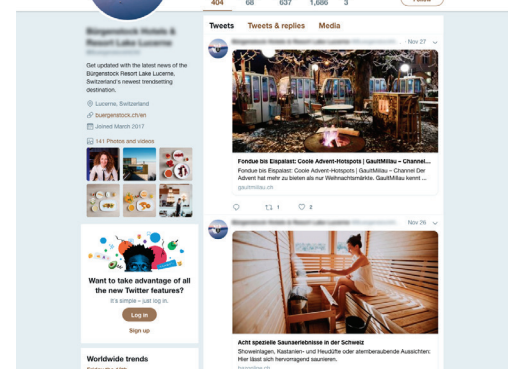 404 68 637 1,686 3
Tweets Tweets & replies Media
Get updated with the latest news of the
Bürgenstock Resort Lake Lucerne,
Switzerland's newest trendsetting
destination.
Lucerne, Switzerland
buergenstock.ch/en
Joined March 2017
141 Photos and videos
Want to take advantage of all
the new Twitter features?
It's simple – just log in.
Log in
Sign up
Worldwide trends
Nov 27
Fondue bis Eispalast: Coole Advent-Hotspots | GaultMillau – Channel...
Fondue bis Eispalast: Coole Advent-Hotspots | GaultMillau – Channel Der
Advent hat mehr zu bieten als nur Weihnachtsmärkte. GaultMillau kennt ...
gaultmillau.ch
1 2
Nov 26
Acht spezielle Saunaerlebnisse in der Schweiz
Showeinlagen, Kastanien- und Heudüfte oder atemberaubende Aussichten:
Hier lässt sich hervorragend saunieren.